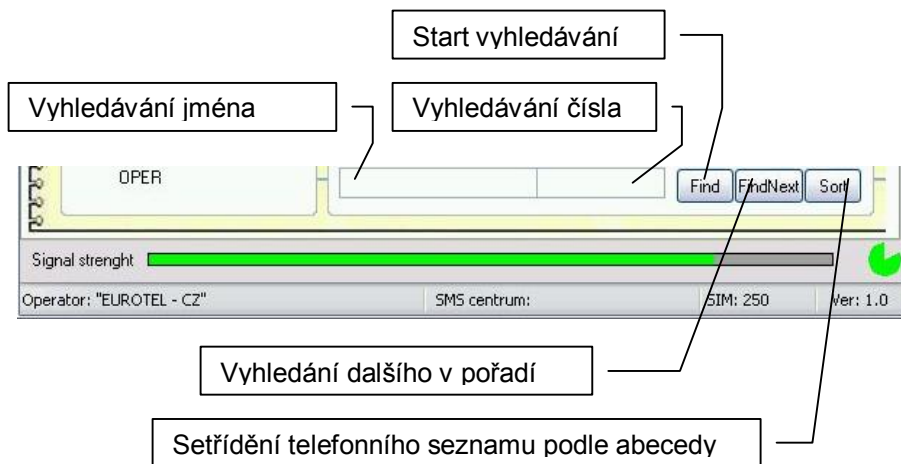 Start vyhledávání
Vyhledávání jména
Vyhledávání čísla
OPER
Find
FindNext
Sort
Signal strenght
Operator: "EUROTEL - CZ"
SMS centrum:
SIM: 250
Ver: 1.0
Vyhledání dalšího v pořadí
Setřídění telefonního seznamu podle abecedy